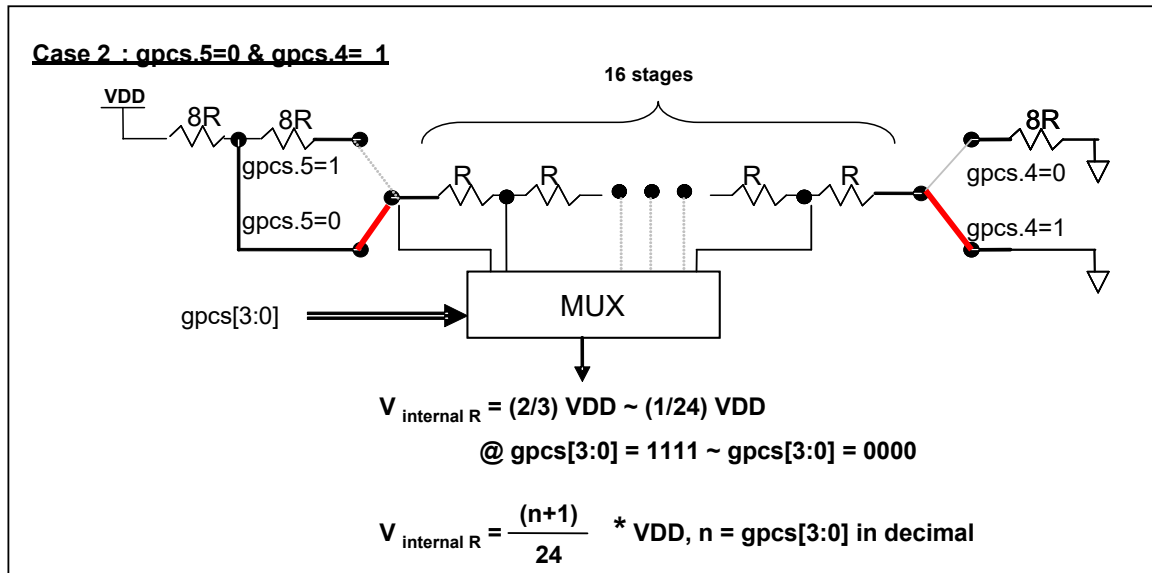 Case 2 : gpcs.5=0 & gpcs.4= 1
16 stages
VDD
8R
8R
8R
gpcs.5=1
R
R
R
R
gpcs.4=0
gpcs.5=0
gpcs.4=1
MUX
gpcs[3:0]
V internal R = (2/3) VDD ~ (1/24) VDD
@ gpcs[3:0] = 1111 ~ gpcs[3:0] = 0000
V internal R = (n+1) / 24 * VDD, n = gpcs[3:0] in decimal